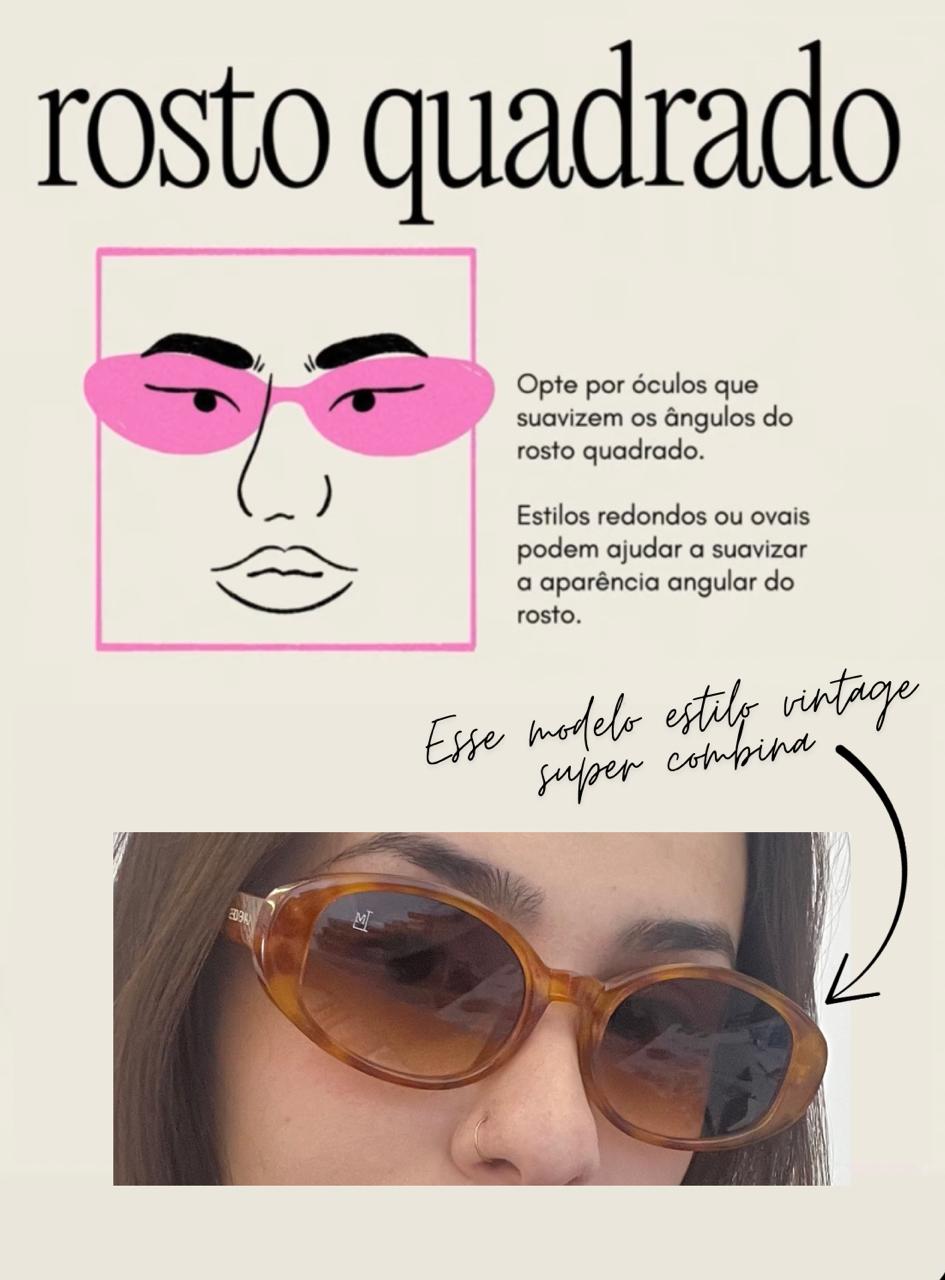 rosto quadrado
Opte por óculos que
suavizem os ângulos do
rosto quadrado.
Estilos redondos ou ovais
podem ajudar a suavizar
a aparência angular do
rosto.
Esse modelo estilo vintage
super combina